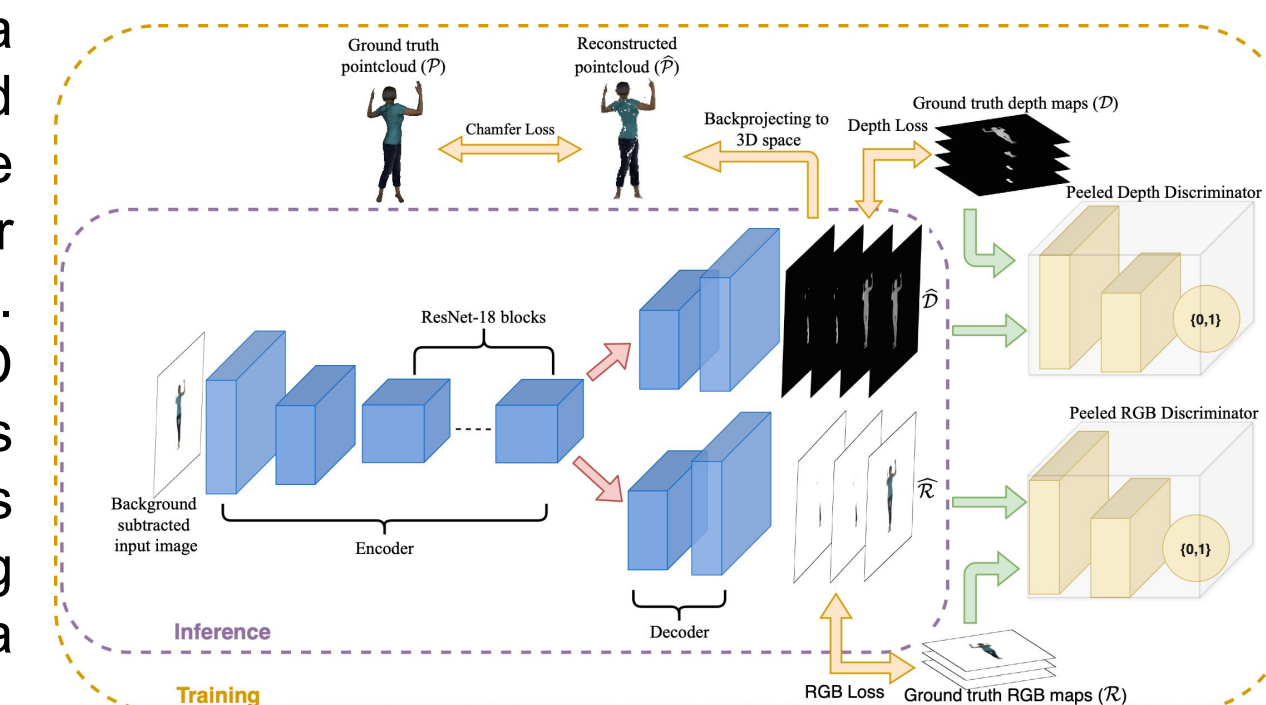 a
d
e
r
.
D
s
s
g
a
Ground truth
pointcloud (𝒫)
Reconstructed
pointcloud (𝒫̂)
Chamfer Loss
Backprojecting to
3D space
Depth Loss
Ground truth depth maps (𝒟)
Peeled Depth Discriminator
𝒟̂
{0,1}
ResNet-18 blocks
Background
subtracted
input image
Encoder
Decoder
Peeled RGB Discriminator
ℛ̂
{0,1}
Inference
Training
RGB Loss
Ground truth RGB maps (ℛ)